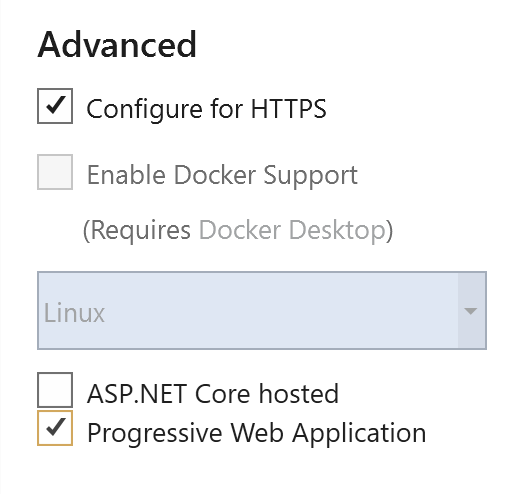 Advanced
Configure for HTTPS
Enable Docker Support
(Requires Docker Desktop)
Linux
ASP.NET Core hosted
Progressive Web Application